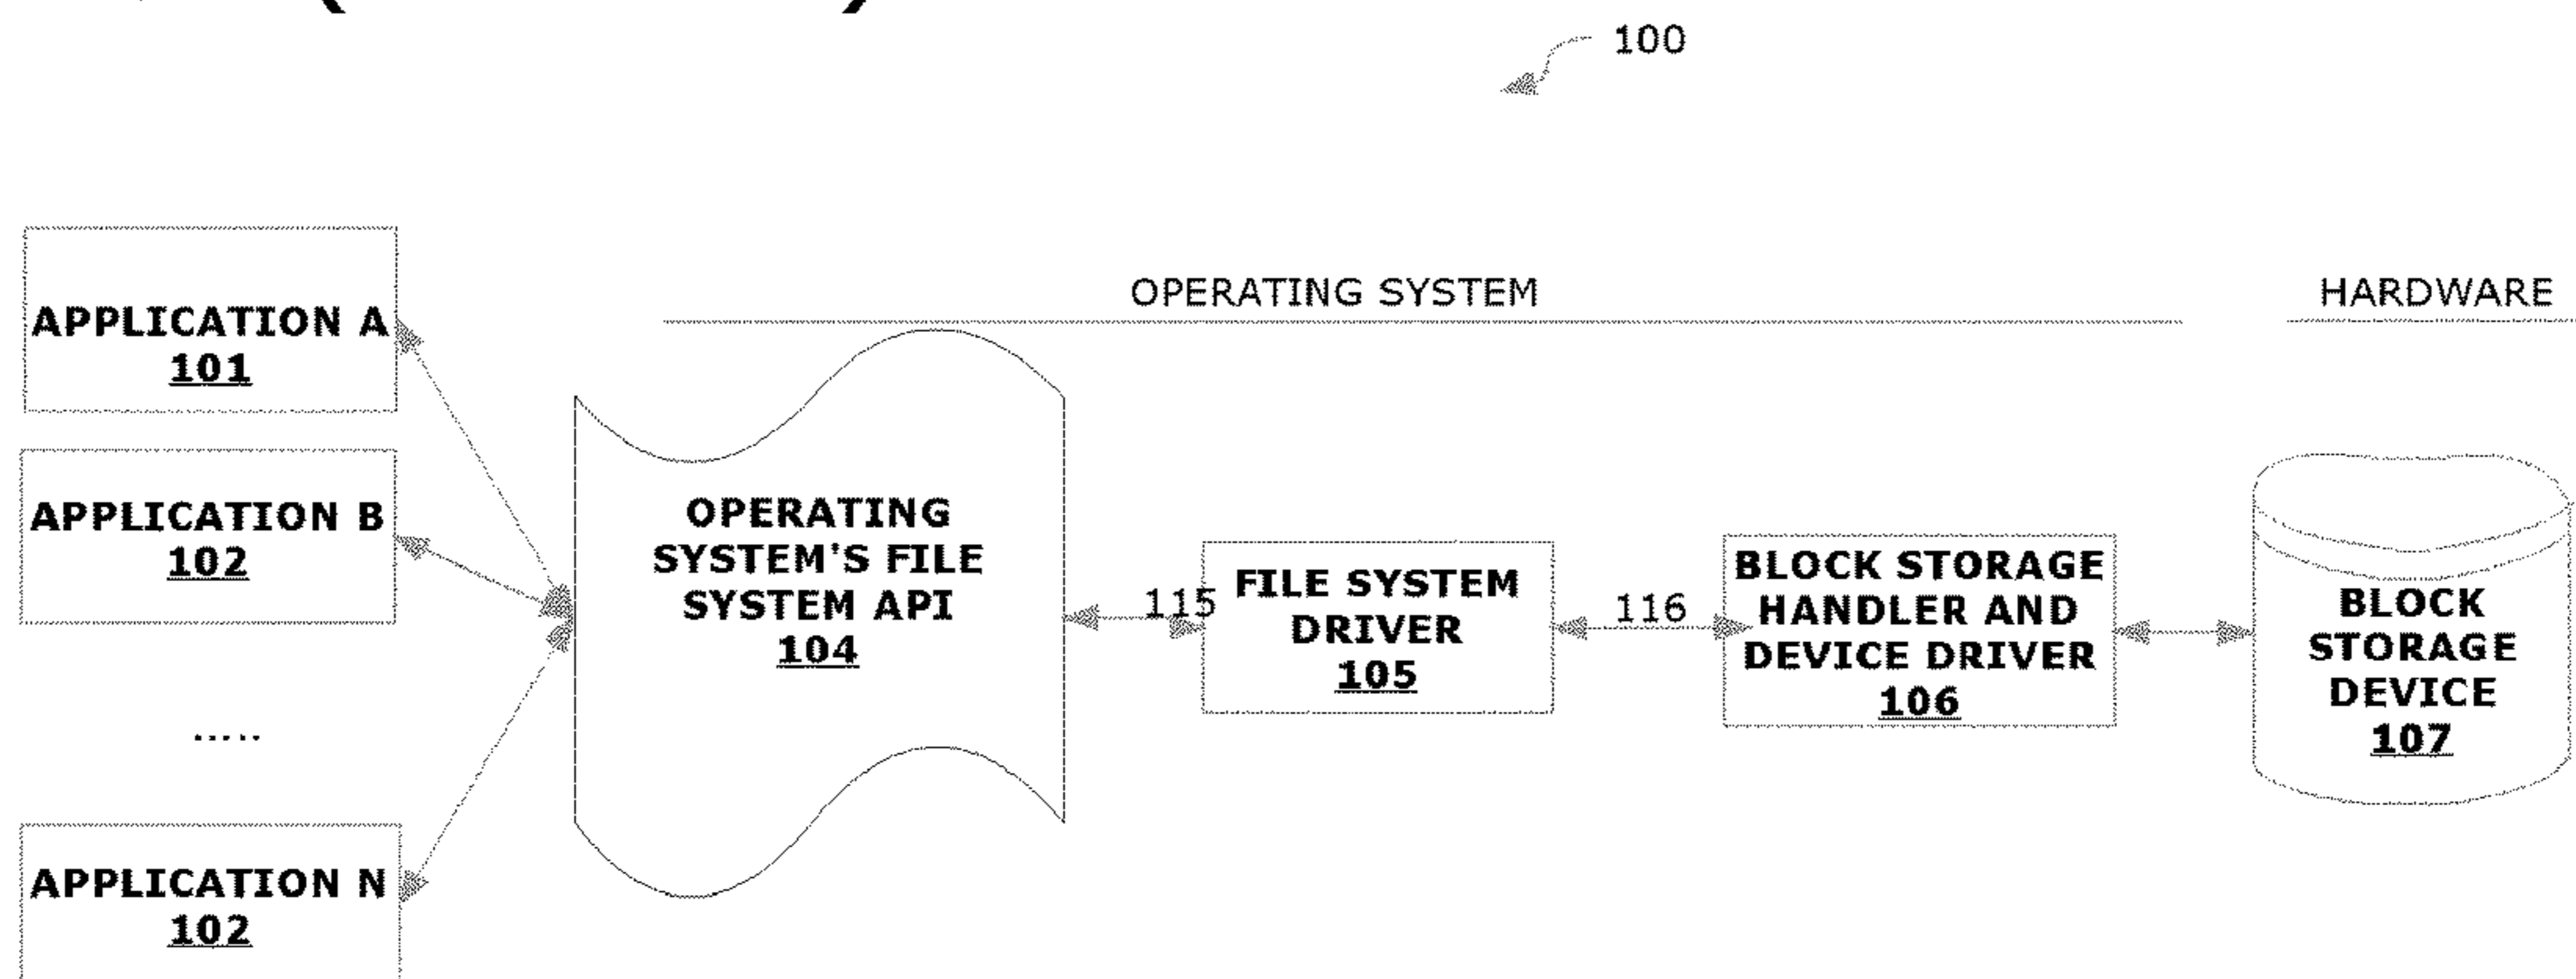 100
OPERATING SYSTEM
HARDWARE
APPLICATION A
101
APPLICATION B
102
.....
APPLICATION N
102
OPERATING
SYSTEM'S FILE
SYSTEM API
104
115
FILE SYSTEM
DRIVER
105
116
BLOCK STORAGE
HANDLER AND
DEVICE DRIVER
106
BLOCK
STORAGE
DEVICE
107